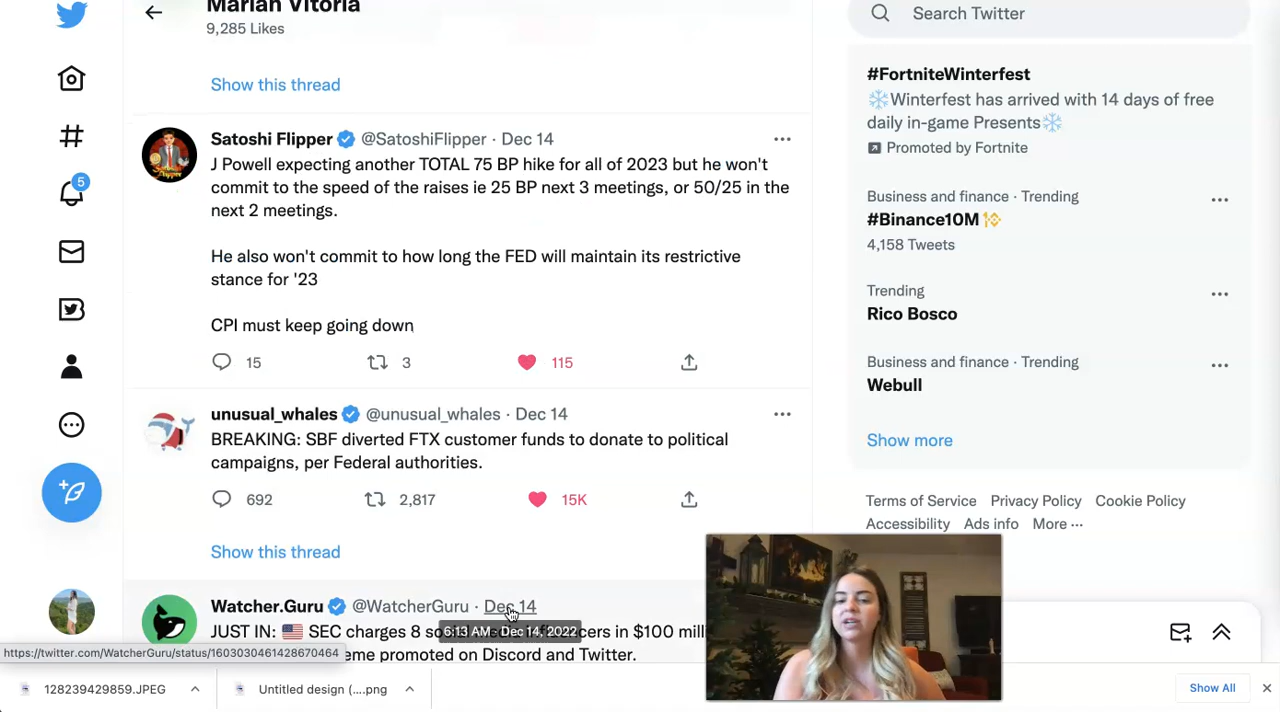 Marian Vitoria
9,285 Likes
Search Twitter
Show this thread
Satoshi Flipper @SatoshiFlipper · Dec 14
J Powell expecting another TOTAL 75 BP hike for all of 2023 but he won't
commit to the speed of the raises ie 25 BP next 3 meetings, or 50/25 in the
next 2 meetings.
He also won't commit to how long the FED will maintain its restrictive
stance for '23
CPI must keep going down
15 3 115
unusual_whales @unusual_whales · Dec 14
BREAKING: SBF diverted FTX customer funds to donate to political
campaigns, per Federal authorities.
692 2,817 15K
Show this thread
Watcher.Guru @WatcherGuru · Dec 14
6:13 AM · Dec 14, 2022
JUST IN: SEC charges 8 so in $100
promoted on Discord and Twitter.
https://twitter.com/WatcherGuru/status/1603030461428670464
#FortniteWinterfest
Winterfest has arrived with 14 days of free
daily in-game Presents
Promoted by Fortnite
Business and finance · Trending
#Binance10M
4,158 Tweets
Trending
Rico Bosco
Business and finance · Trending
Webull
Show more
Terms of Service Privacy Policy Cookie Policy
Accessibility Ads info More ···
5
128239429859.JPEG
Untitled design (....png
Show All